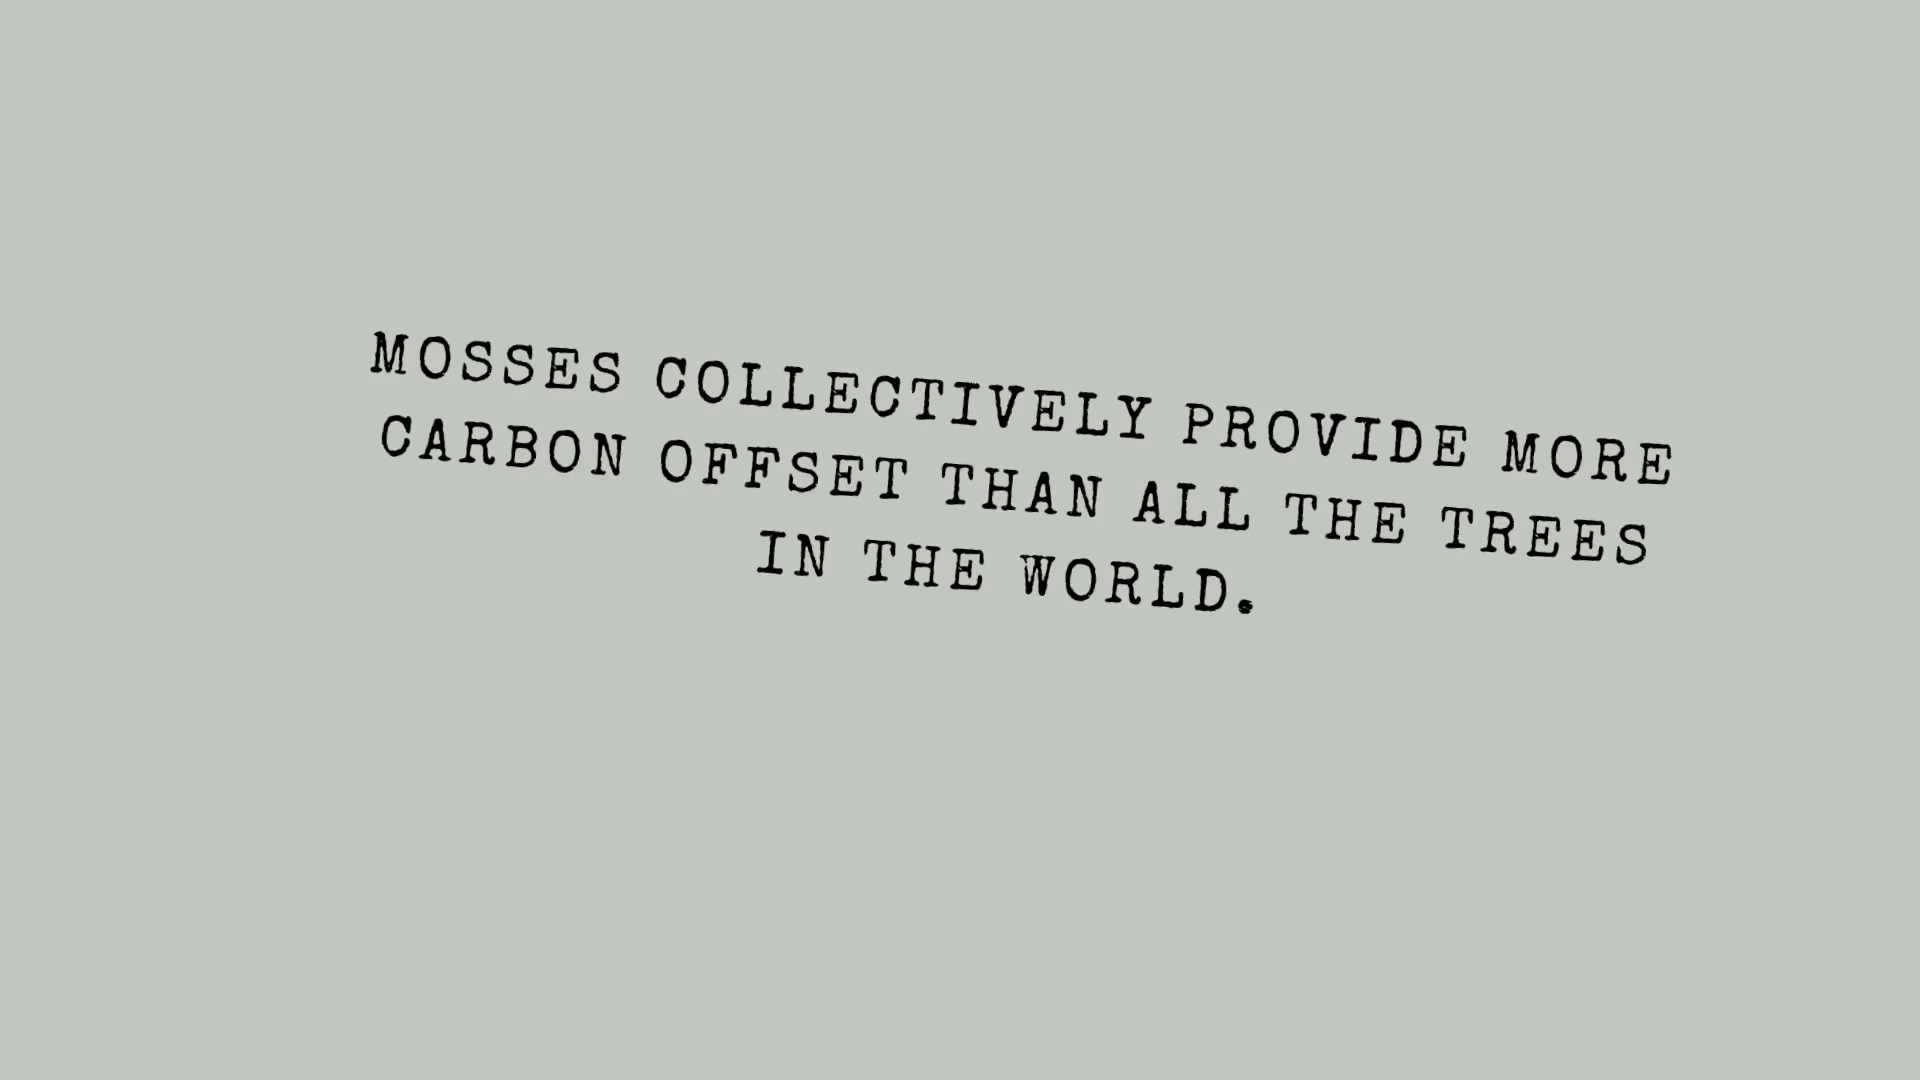 MOSSES COLLECTIVELY PROVIDE MORE
CARBON OFFSET THAN ALL THE TREES
IN THE WORLD.